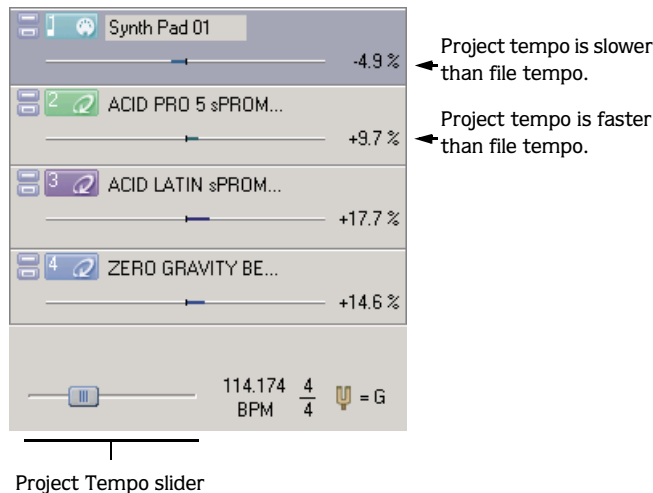 1 Synth Pad 01
-4.9 %
Project tempo is slower
than file tempo.
2 ACID PRO 5 sPROM...
+9.7 %
Project tempo is faster
than file tempo.
3 ACID LATIN sPROM...
+17.7 %
4 ZERO GRAVITY BE...
+14.6 %
114.174
BPM
4
4
= G
Project Tempo slider